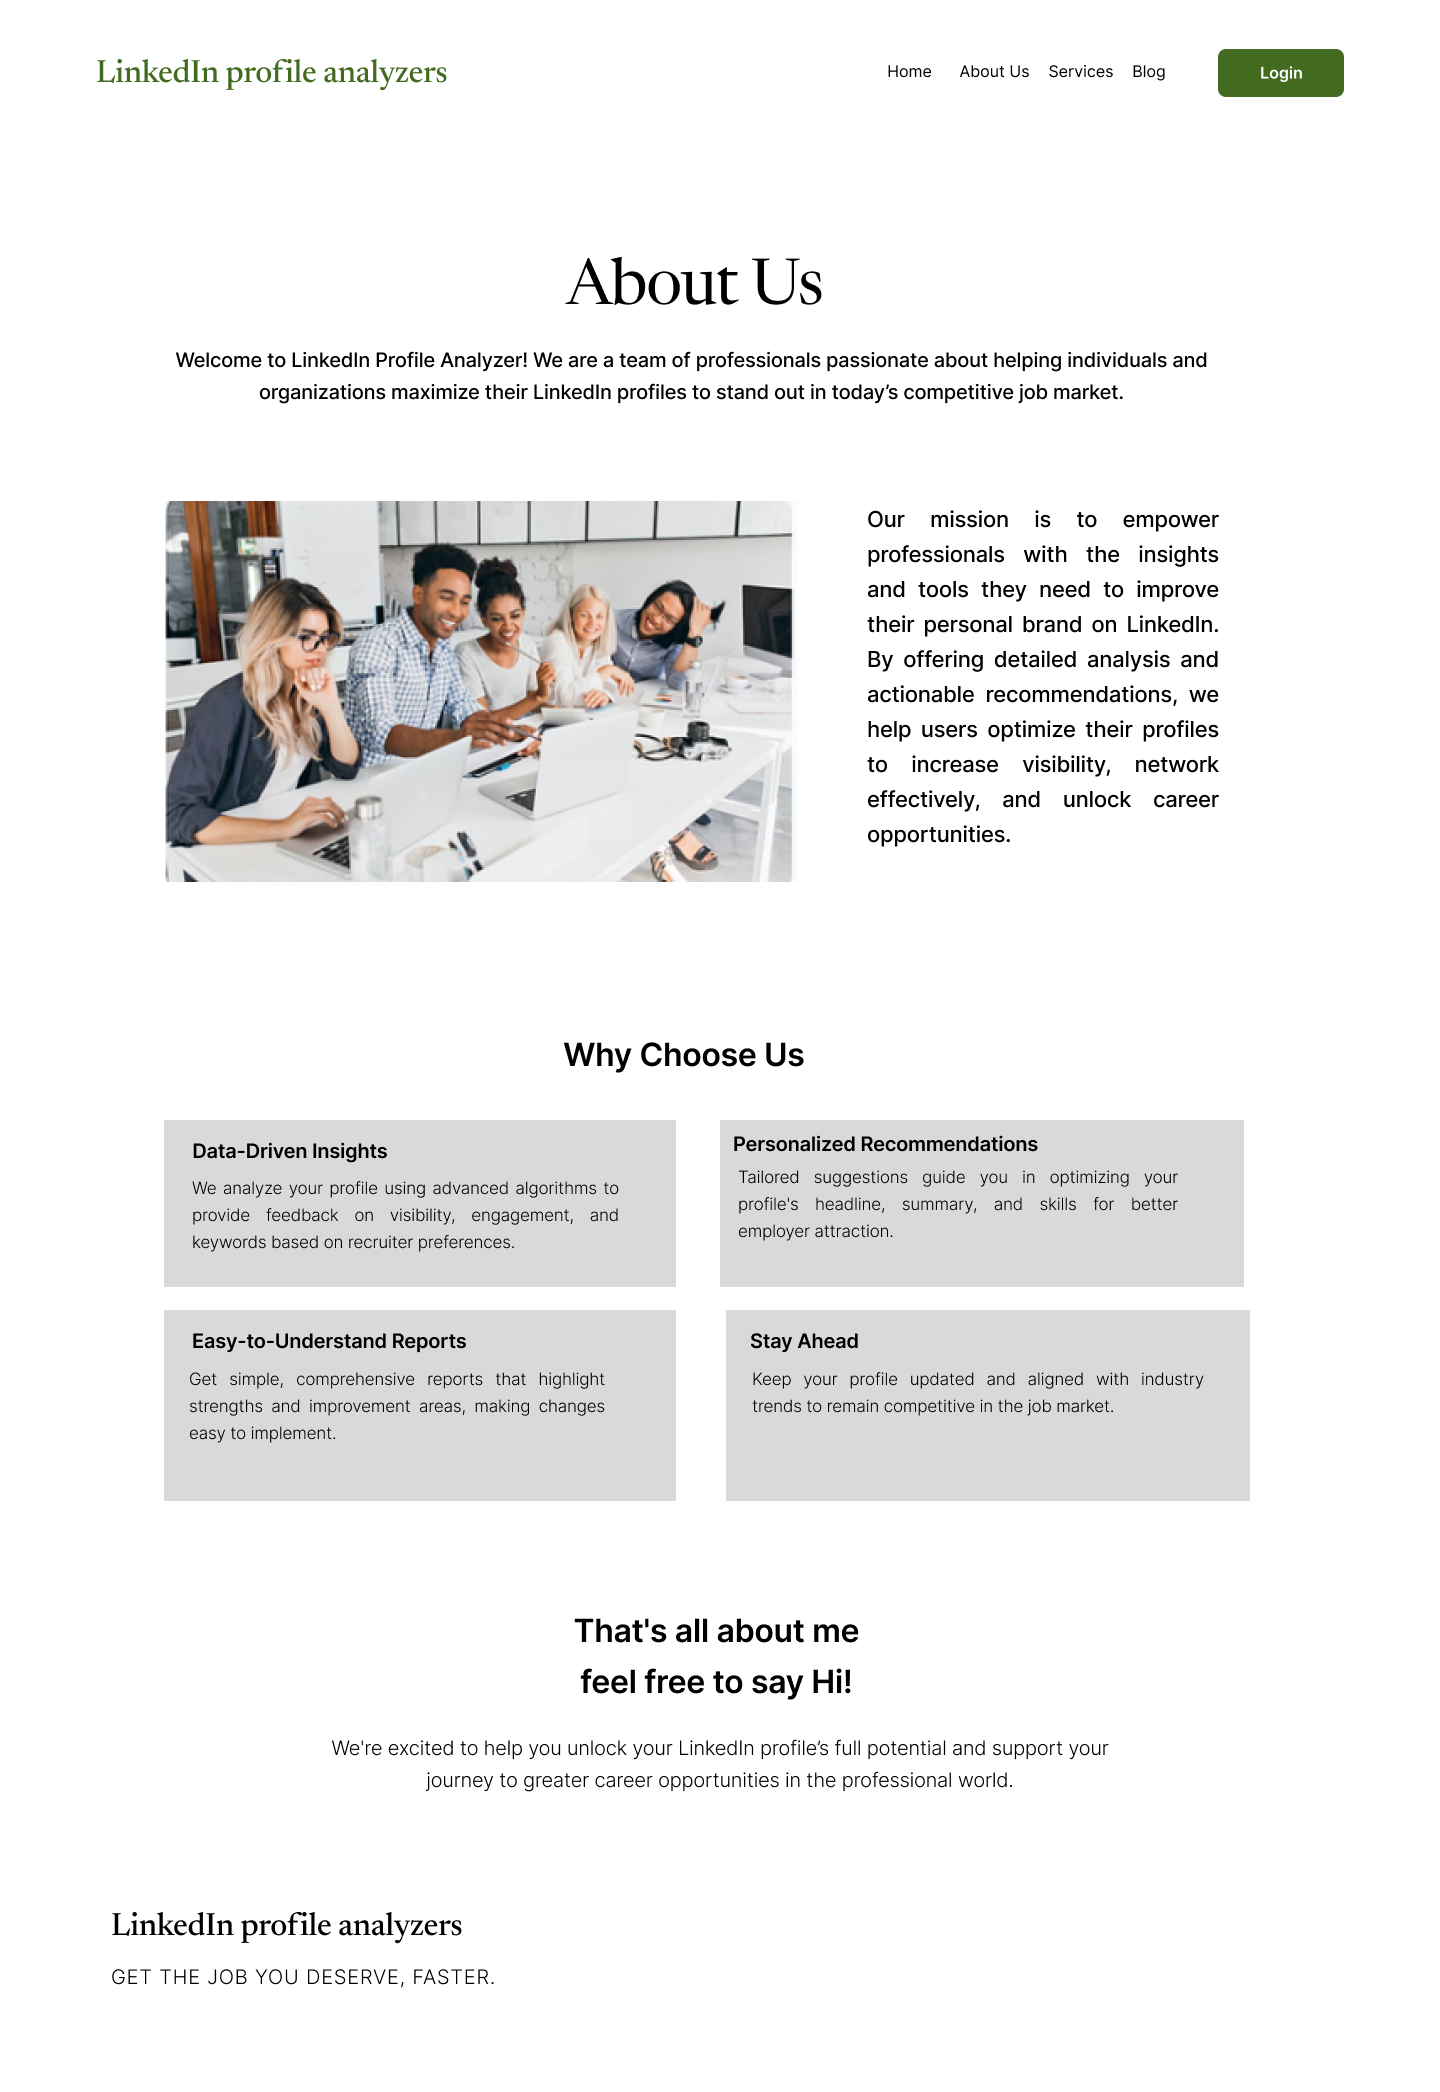 LinkedIn profile analyzers
Home About Us Services Blog Login
About Us
Welcome to LinkedIn Profile Analyzer! We are a team of professionals passionate about helping individuals and
organizations maximize their LinkedIn profiles to stand out in today’s competitive job market.
Our mission is to empower
professionals with the insights
and tools they need to improve
their personal brand on LinkedIn.
By offering detailed analysis and
actionable recommendations, we
help users optimize their profiles
to increase visibility, network
effectively, and unlock career
opportunities.
Why Choose Us
Data-Driven Insights
We analyze your profile using advanced algorithms to
provide feedback on visibility, engagement, and
keywords based on recruiter preferences.
Personalized Recommendations
Tailored suggestions guide you in optimizing your
profile's headline, summary, and skills for better
employer attraction.
Easy-to-Understand Reports
Get simple, comprehensive reports that highlight
strengths and improvement areas, making changes
easy to implement.
Stay Ahead
Keep your profile updated and aligned with industry
trends to remain competitive in the job market.
That's all about me
feel free to say Hi!
We're excited to help you unlock your LinkedIn profile’s full potential and support your
journey to greater career opportunities in the professional world.
LinkedIn profile analyzers
GET THE JOB YOU DESERVE, FASTER.